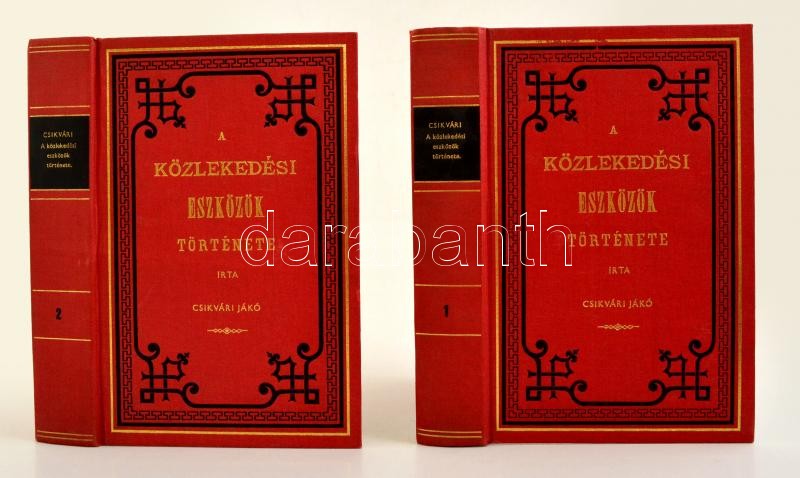 CSIKVÁRI
A közlekedési
eszközök
története.
2
A
KÖZLEKEDÉSI
ESZKÖZÖK
TÖRTÉNETE
IRTA
CSIKVÁRI JÁKÓ
CSIKVÁRI
A közlekedési
eszközök
története.
1
A
KÖZLEKEDÉSI
ESZKÖZÖK
TÖRTÉNETE
IRTA
CSIKVÁRI JÁKÓ
darabanth